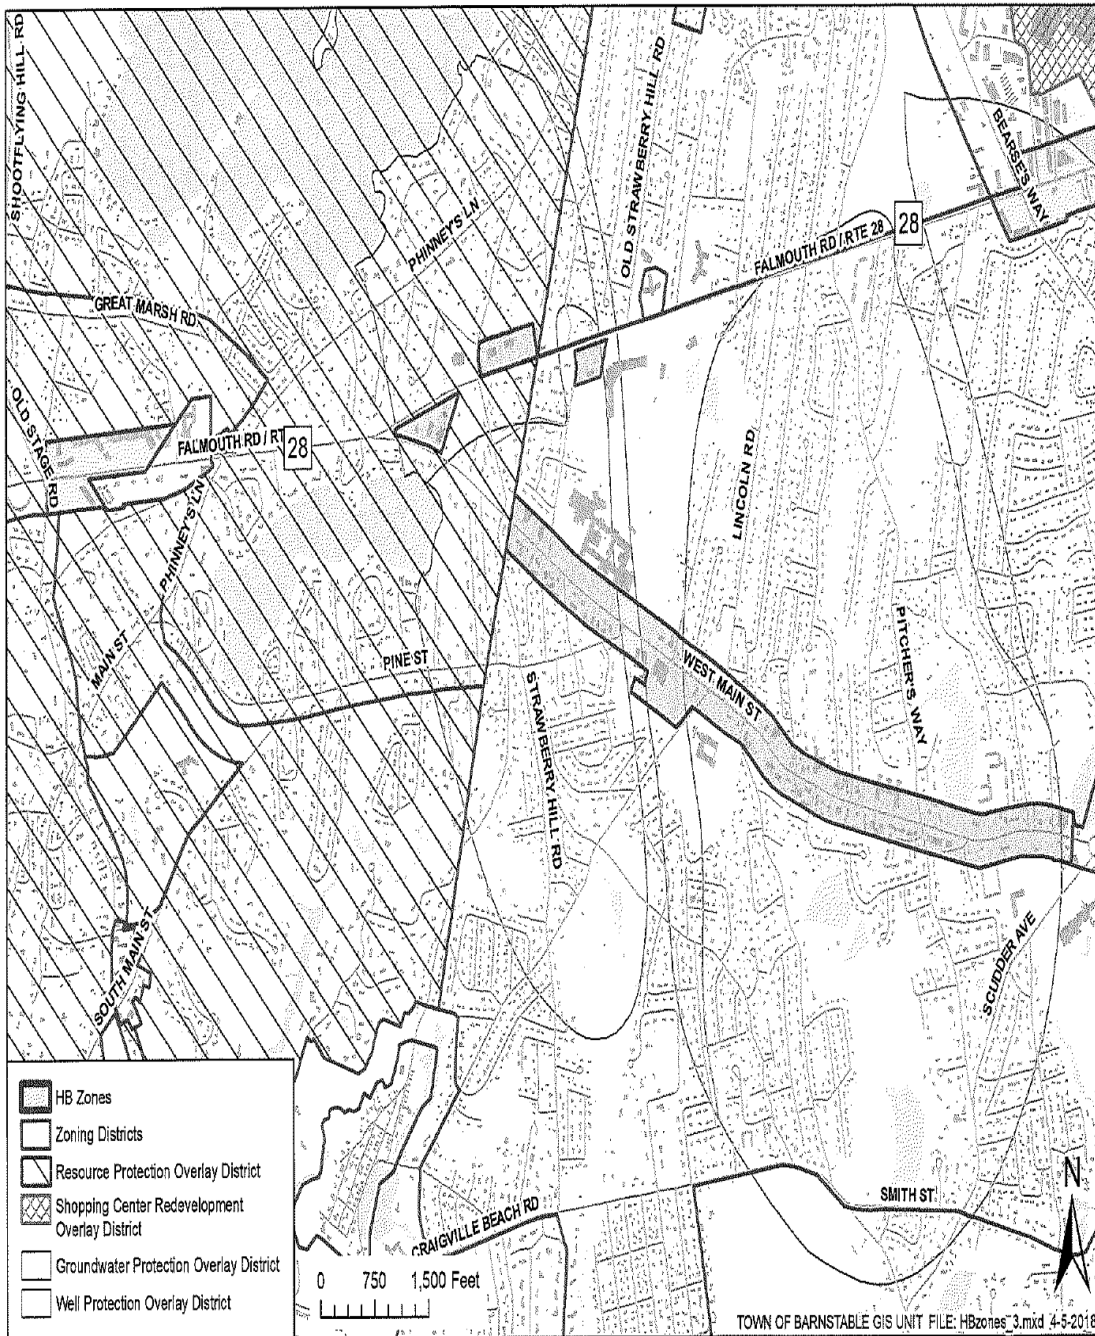 SHOOTFLYING HILL RD
OLD STRAWBERRY HILL RD
BEARSE'S WAY
PHINNEY'S LN
FALMOUTH RD / RTE 28
28
GREAT MARSH RD
OLD STAGE RD
FALMOUTH RD / RT
28
PHINNEY'S LN
LINCOLN RD
MAIN ST
PINE ST
STRAWBERRY HILL RD
WEST MAIN ST
PITCHER'S WAY
SOUTH MAIN ST
SCUDDER AVE
CRAIGVILLE BEACH RD
SMITH ST
N
HB Zones
Zoning Districts
Resource Protection Overlay District
Shopping Center Redevelopment
Overlay District
Groundwater Protection Overlay District
Well Protection Overlay District
0 750 1,500 Feet
TOWN OF BARNSTABLE GIS UNIT FILE: HBzones_3.mxd 4-5-2018